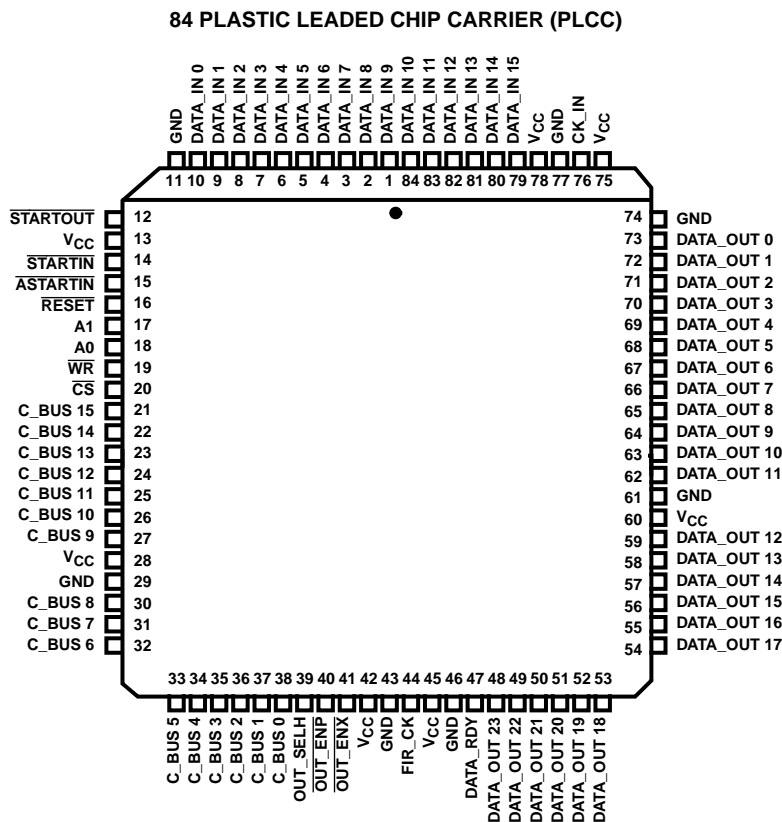 84 PLASTIC LEADED CHIP CARRIER (PLCC)
GND
DATA_IN 0
DATA_IN 1
DATA_IN 2
DATA_IN 3
DATA_IN 4
DATA_IN 5
DATA_IN 6
DATA_IN 7
DATA_IN 8
DATA_IN 9
DATA_IN 10
DATA_IN 11
DATA_IN 12
DATA_IN 13
DATA_IN 14
DATA_IN 15
VCC
GND
CK_IN
VCC
11 10 9 8 7 6 5 4 3 2 1 84 83 82 81 80 79 78 77 76 75
STARTOUT 12
VCC 13
STARTIN 14
ASTARTIN 15
RESET 16
A1 17
A0 18
WR 19
CS 20
C_BUS 15 21
C_BUS 14 22
C_BUS 13 23
C_BUS 12 24
C_BUS 11 25
C_BUS 10 26
C_BUS 9 27
VCC 28
GND 29
C_BUS 8 30
C_BUS 7 31
C_BUS 6 32
74 GND
73 DATA_OUT 0
72 DATA_OUT 1
71 DATA_OUT 2
70 DATA_OUT 3
69 DATA_OUT 4
68 DATA_OUT 5
67 DATA_OUT 6
66 DATA_OUT 7
65 DATA_OUT 8
64 DATA_OUT 9
63 DATA_OUT 10
62 DATA_OUT 11
61 GND
60 VCC
59 DATA_OUT 12
58 DATA_OUT 13
57 DATA_OUT 14
56 DATA_OUT 15
55 DATA_OUT 16
54 DATA_OUT 17
33 34 35 36 37 38 39 40 41 42 43 44 45 46 47 48 49 50 51 52 53
C_BUS 5
C_BUS 4
C_BUS 3
C_BUS 2
C_BUS 1
C_BUS 0
OUT_SELH
OUT_ENP
OUT_ENX
VCC
GND
FIR_CK
VCC
GND
DATA_RDY
DATA_OUT 23
DATA_OUT 22
DATA_OUT 21
DATA_OUT 20
DATA_OUT 19
DATA_OUT 18